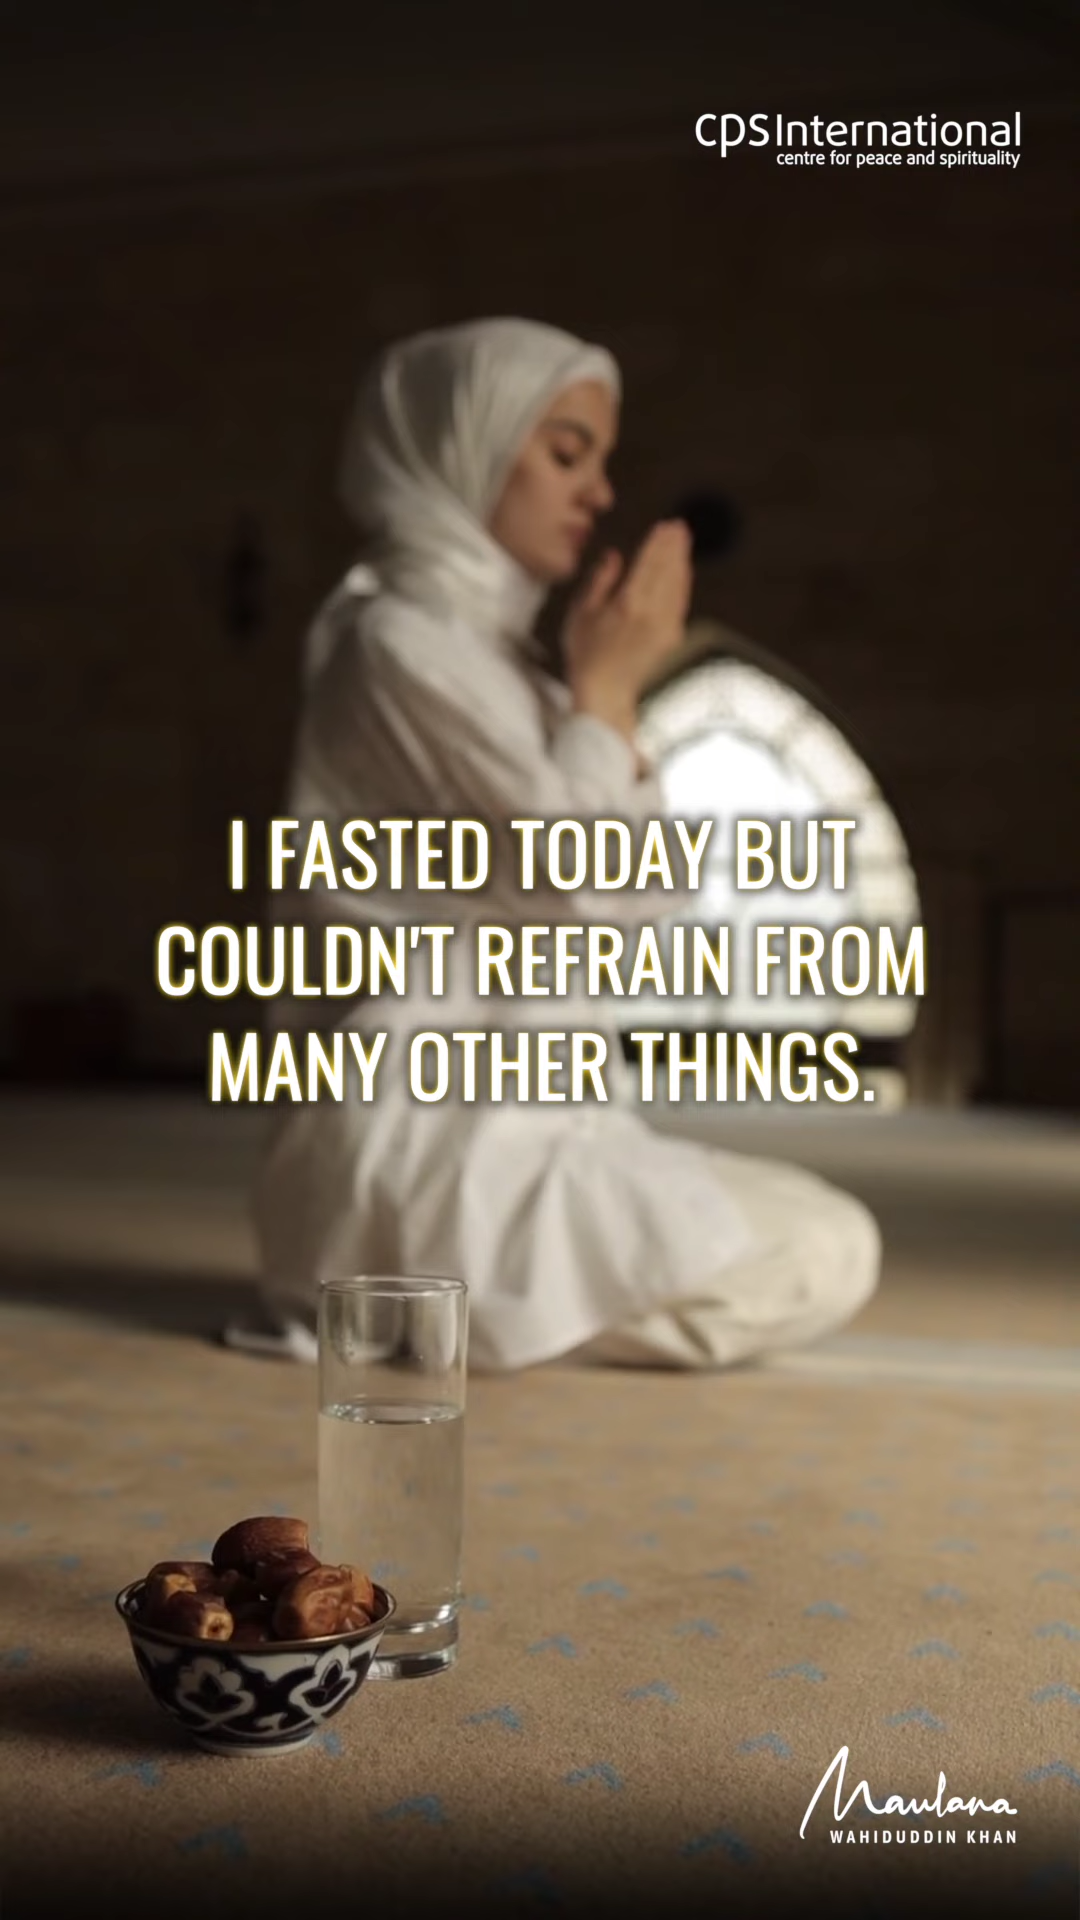 cpsInternational
centre for peace and spirituality
I FASTED TODAY BUT
COULDN'T REFRAIN FROM
MANY OTHER THINGS.
Maulana
WAHIDUDDIN KHAN